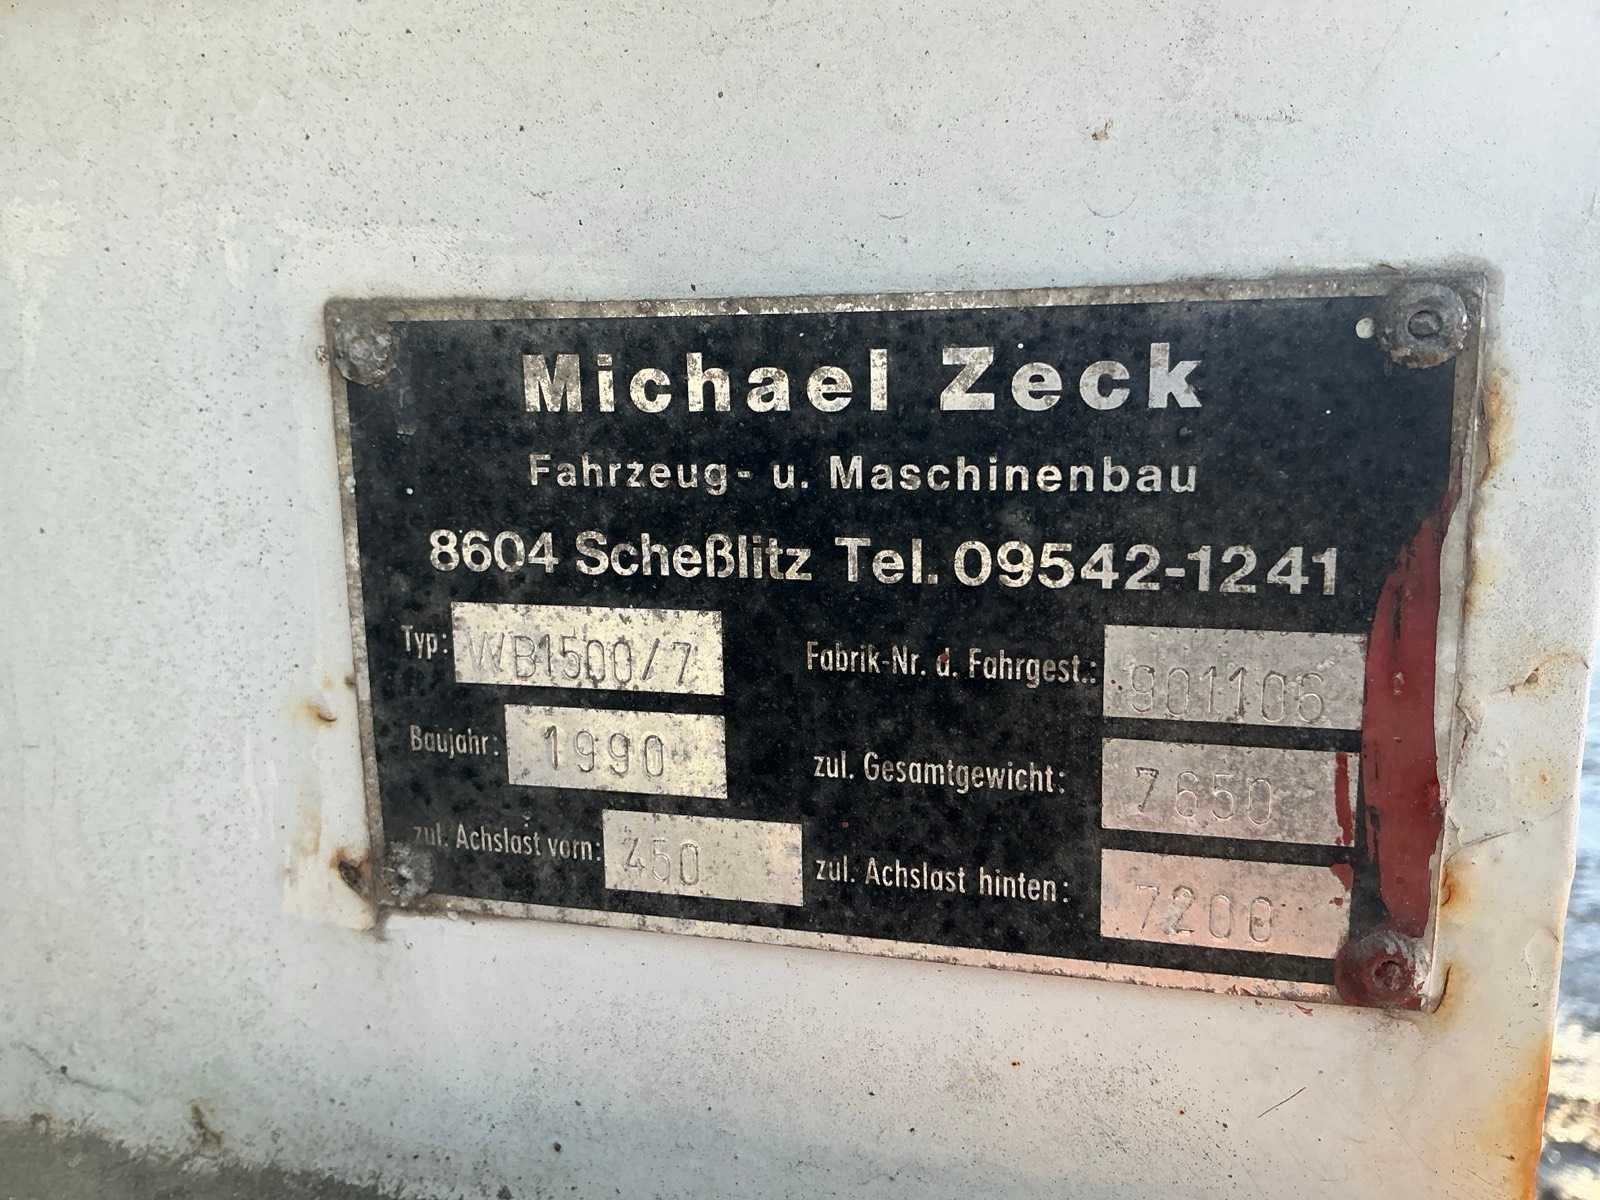 Michael Zeck
Fahrzeug- u. Maschinenbau
8604 Scheßlitz Tel. 09542-1241
Typ: WB1500/7
Fabrik-Nr. d. Fahrgest.: 901106
Baujahr: 1990
zul. Gesamtgewicht: 7650
zul. Achslast vorn: 450
zul. Achslast hinten: 7200